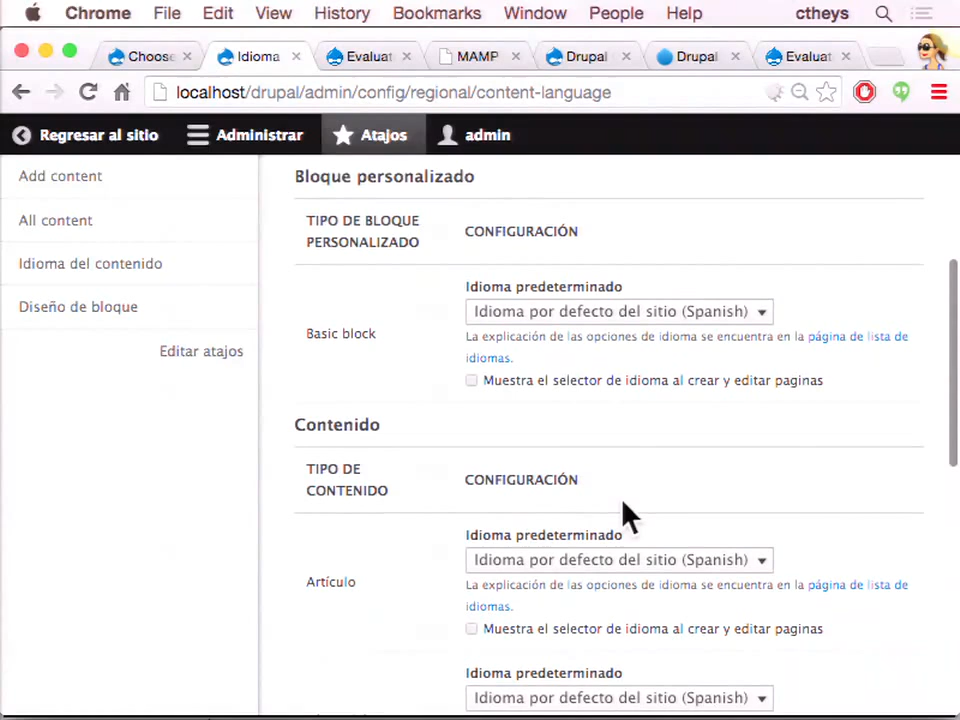 Chrome File Edit View History Bookmarks Window People Help ctheys
Choose Idioma Evaluat MAMP Drupal Drupal Evaluat
localhost/drupal/admin/config/regional/content-language
Regresar al sitio Administrar Atajos admin
Add content
All content
Idioma del contenido
Diseño de bloque
Editar atajos
Bloque personalizado
TIPO DE BLOQUE
PERSONALIZADO
CONFIGURACIÓN
Basic block
Idioma predeterminado
Idioma por defecto del sitio (Spanish)
La explicación de las opciones de idioma se encuentra en la página de lista de
idiomas.
Muestra el selector de idioma al crear y editar paginas
Contenido
TIPO DE
CONTENIDO
CONFIGURACIÓN
Artículo
Idioma predeterminado
Idioma por defecto del sitio (Spanish)
La explicación de las opciones de idioma se encuentra en la página de lista de
idiomas.
Muestra el selector de idioma al crear y editar paginas
Idioma predeterminado
Idioma por defecto del sitio (Spanish)